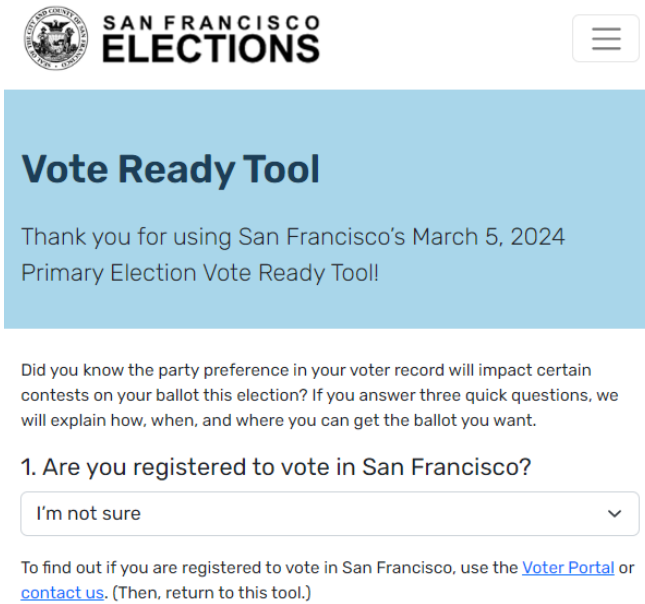 SAN FRANCISCO
ELECTIONS
Vote Ready Tool
Thank you for using San Francisco's March 5, 2024
Primary Election Vote Ready Tool!
Did you know the party preference in your voter record will impact certain
contests on your ballot this election? If you answer three quick questions, we
will explain how, when, and where you can get the ballot you want.
1. Are you registered to vote in San Francisco?
I'm not sure
To find out if you are registered to vote in San Francisco, use the Voter Portal or
contact us. (Then, return to this tool.)